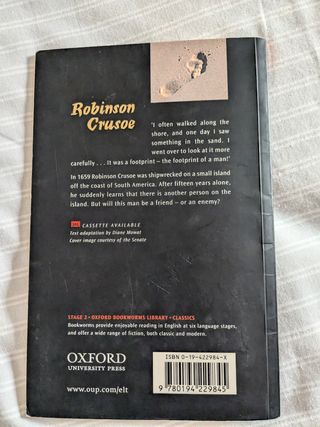 Robinson
Crusoe
'I often walked along the
shore, and one day I saw
something in the sand. I
went over to look at it more
carefully . . . It was a footprint – the footprint of a man!'
In 1659 Robinson Crusoe was shipwrecked on a small island
off the coast of South America. After fifteen years alone,
he suddenly learns that there is another person on the
island. But will this man be a friend – or an enemy?
CASSETTE AVAILABLE
Text adaptation by Diane Mowat
Cover image courtesy of the Senate
STAGE 2 • OXFORD BOOKWORMS LIBRARY • CLASSICS
Bookworms provide enjoyable reading in English at six language stages,
and offer a wide range of fiction, both classic and modern.
OXFORD
UNIVERSITY PRESS
www.oup.com/elt
ISBN 0-19-422984-X
9 780194 229845